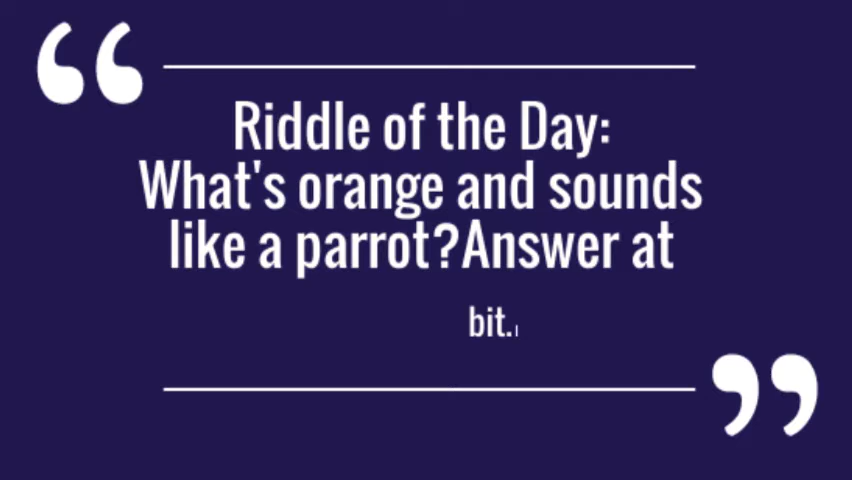 Riddle of the Day:
What's orange and sounds
like a parrot?Answer at
bit.